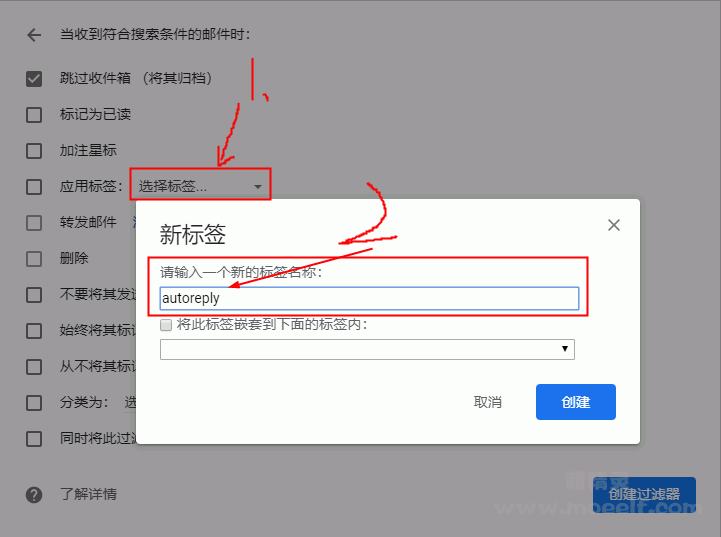 当收到符合搜索条件的邮件时：
1、
跳过收件箱 （将其归档）
标记为已读
加注星标
应用标签： 选择标签...
2
转发邮件
删除
不要将其发送
始终将其标记
从不将其标记
分类为： 选
同时将此过滤
新标签
请输入一个新的标签名称：
autoreply
将此标签嵌套到下面的标签内：
取消
创建
了解详情
创建过滤器
www.moeelf.com